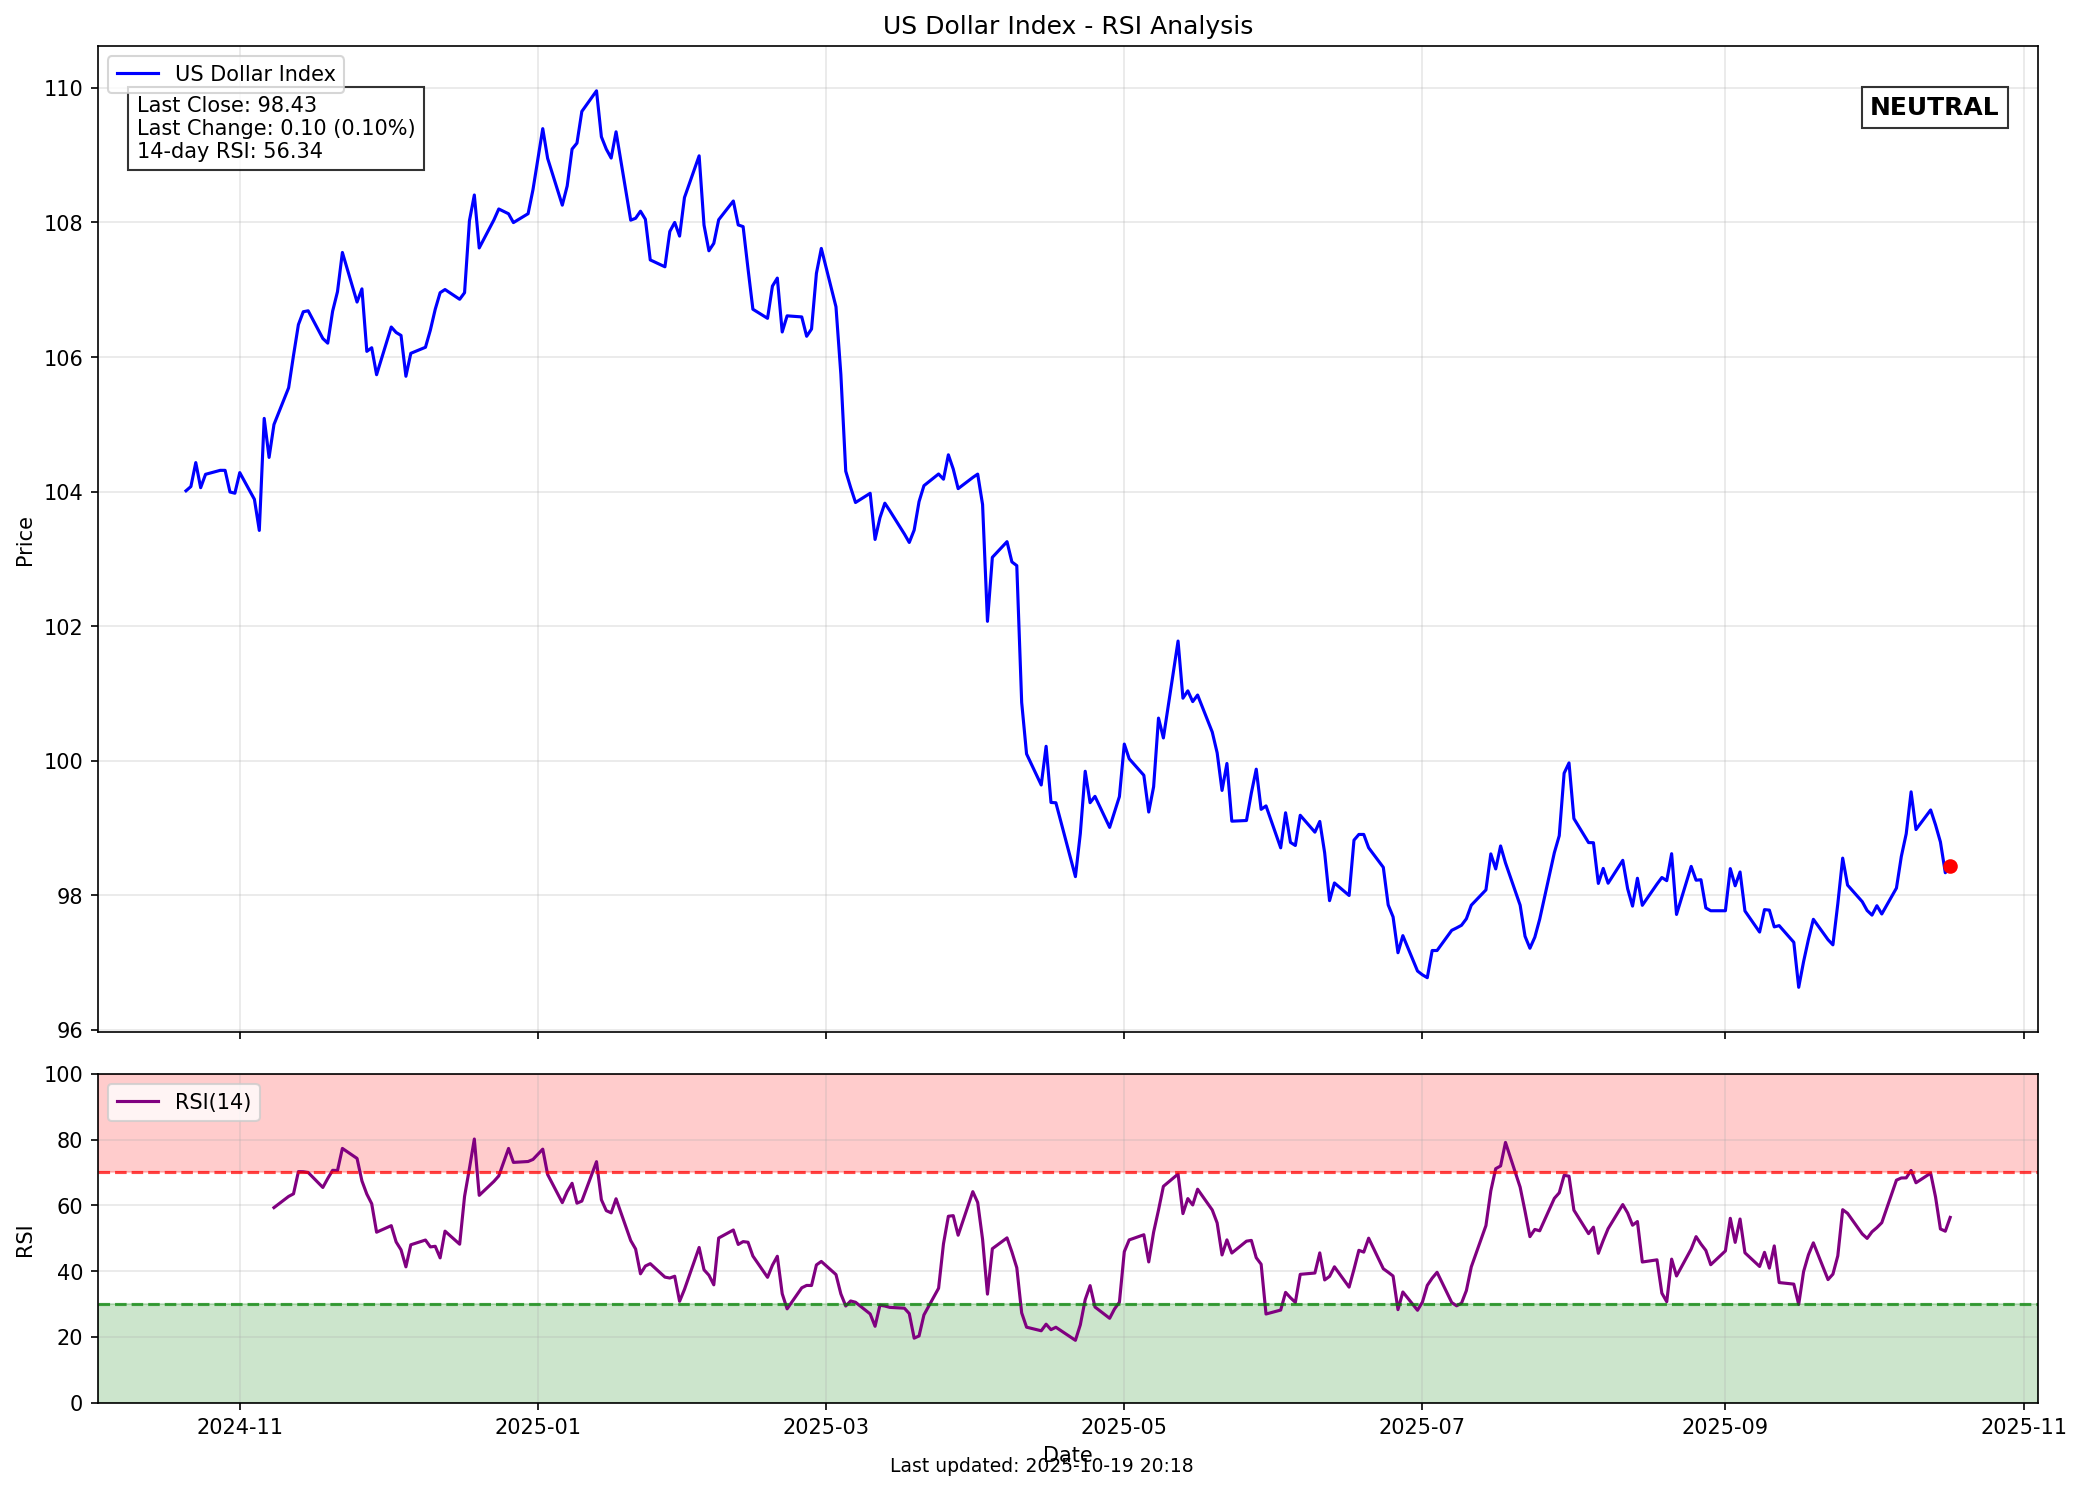 US Dollar Index - RSI Analysis
US Dollar Index
Last Close: 98.43
Last Change: 0.10 (0.10%)
14-day RSI: 56.34
NEUTRAL
Price
110
108
106
104
102
100
98
96
RSI(14)
RSI
100
80
60
40
20
0
2024-11
2025-01
2025-03
2025-05
2025-07
2025-09
2025-11
Date
Last updated: 2025-10-19 20:18